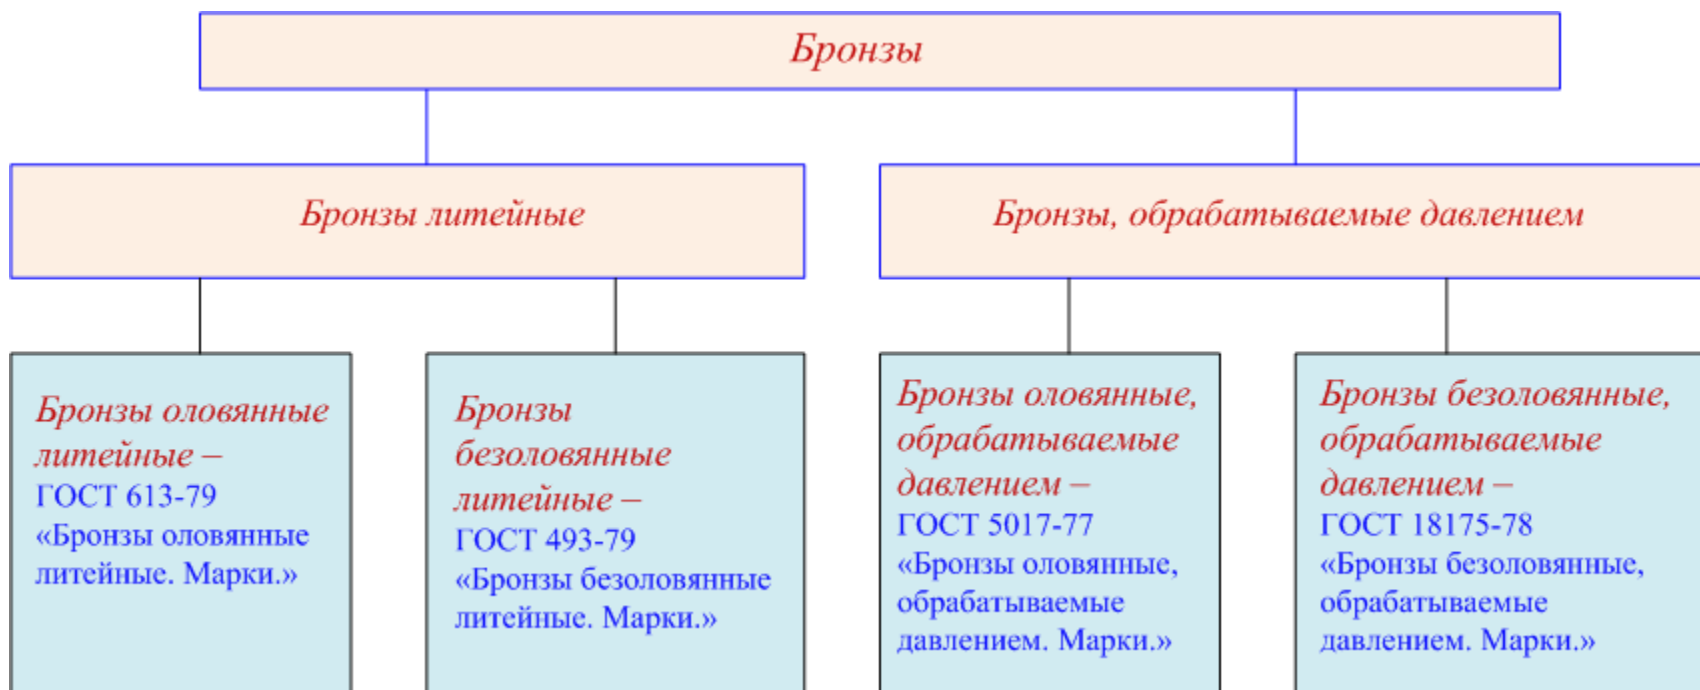 Бронзы
Бронзы литейные
Бронзы, обрабатываемые давлением
Бронзы оловянные
литейные –
ГОСТ 613-79
«Бронзы оловянные
литейные. Марки.»
Бронзы
безоловянные
литейные –
ГОСТ 493-79
«Бронзы безоловянные
литейные. Марки.»
Бронзы оловянные,
обрабатываемые
давлением –
ГОСТ 5017-77
«Бронзы оловянные,
обрабатываемые
давлением. Марки.»
Бронзы безоловянные,
обрабатываемые
давлением –
ГОСТ 18175-78
«Бронзы безоловянные,
обрабатываемые
давлением. Марки.»